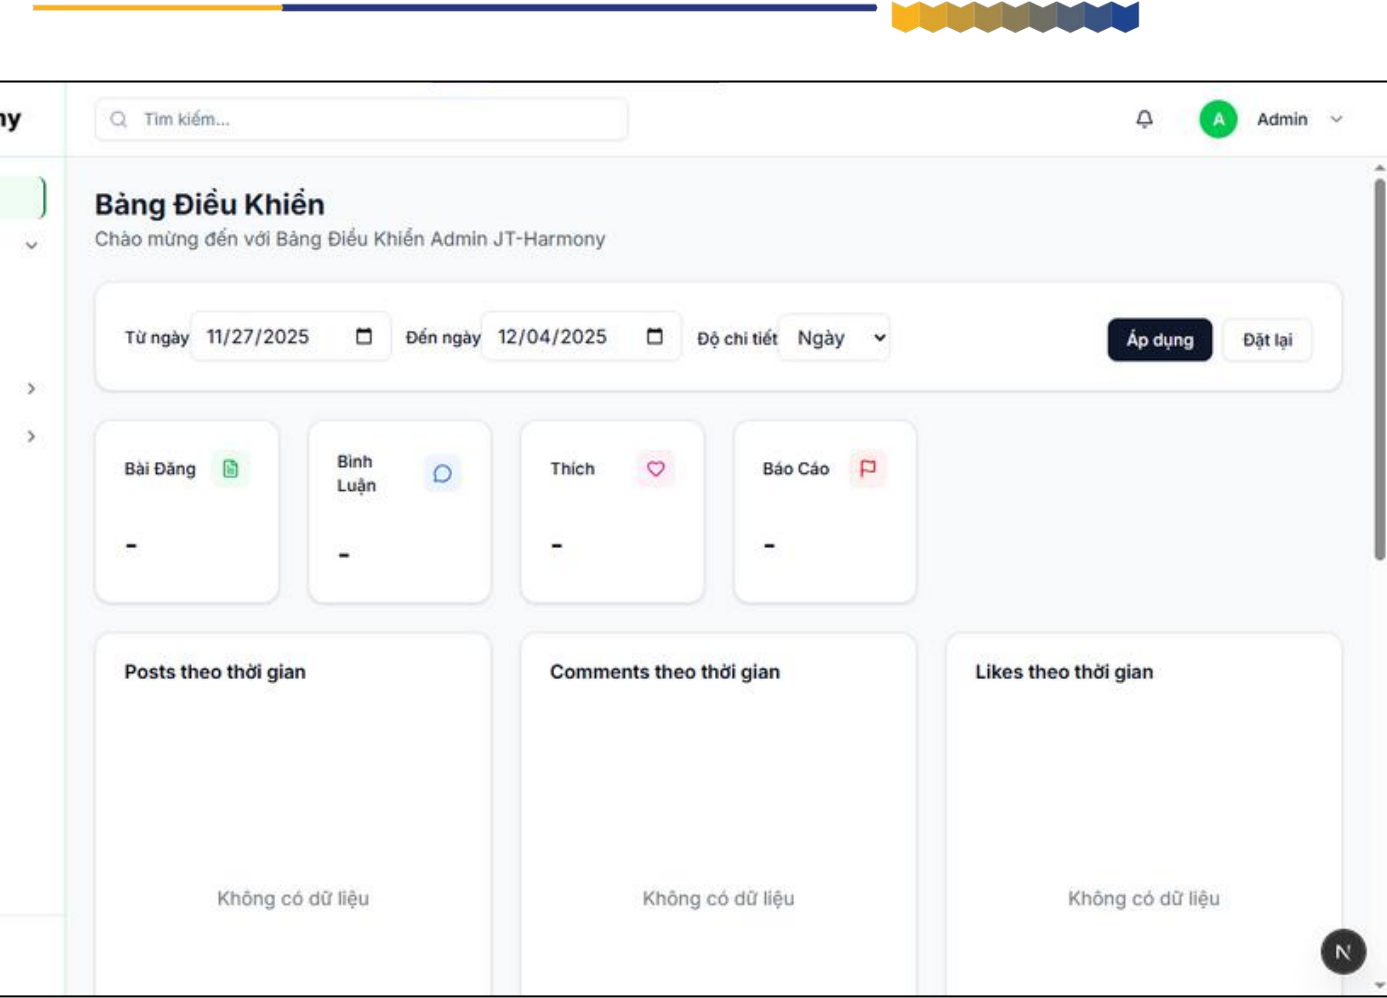 ny
Tìm kiếm...
A
Admin
Bảng Điều Khiển
Chào mừng đến với Bảng Điều Khiển Admin JT-Harmony
Từ ngày 11/27/2025 Đến ngày 12/04/2025 Độ chi tiết Ngày Áp dụng Đặt lại
Bài Đăng
-
Bình
Luận
-
Thích
-
Báo Cáo
-
Posts theo thời gian
Không có dữ liệu
Comments theo thời gian
Không có dữ liệu
Likes theo thời gian
Không có dữ liệu
N